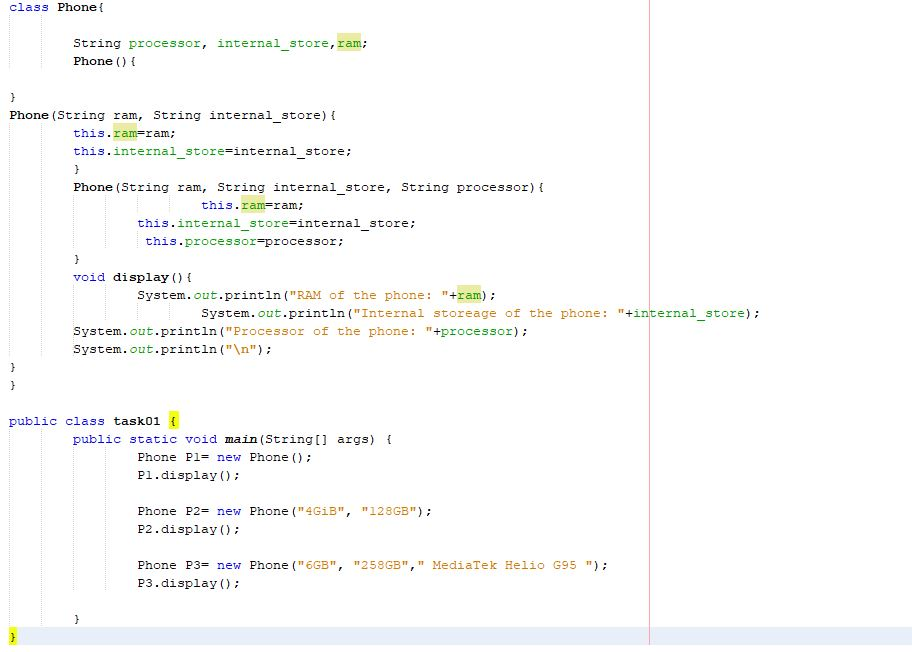 class Phone{
String processor, internal_store,ram;
Phone(){
}
Phone(String ram, String internal_store){
this.ram=ram;
this.internal_store=internal_store;
}
Phone(String ram, String internal_store, String processor){
this.ram=ram;
this.internal_store=internal_store;
this.processor=processor;
}
void display(){
System.out.println("RAM of the phone: "+ram);
System.out.println("Internal storeage of the phone: "+internal_store);
System.out.println("Processor of the phone: "+processor);
System.out.println("\n");
}
}
public class task01 {
public static void main(String[] args) {
Phone P1= new Phone();
P1.display();
Phone P2= new Phone("4GiB", "128GB");
P2.display();
Phone P3= new Phone("6GB", "258GB"," MediaTek Helio G95 ");
P3.display();
}
}